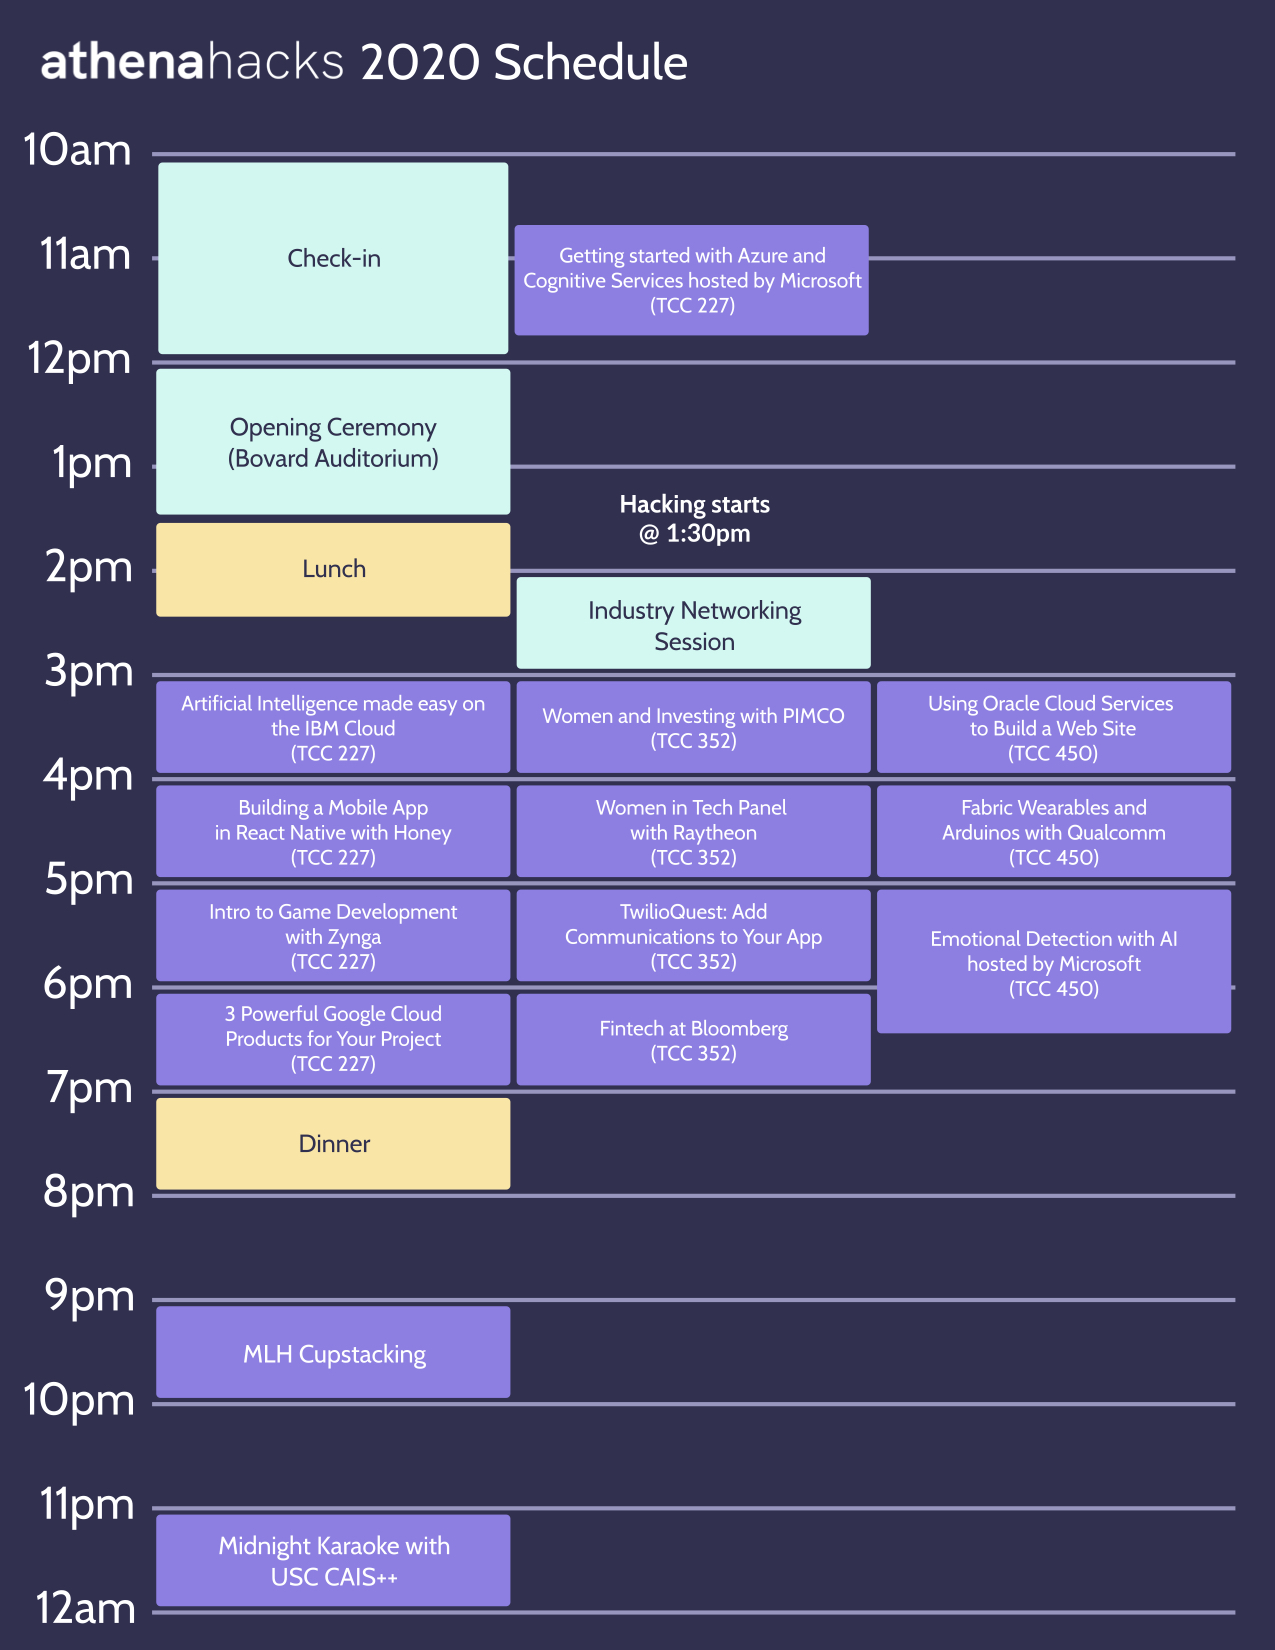 athenahacks 2020 Schedule
10am
11am
Check-in
Getting started with Azure and
Cognitive Services hosted by Microsoft
(TCC 227)
12pm
Opening Ceremony
(Bovard Auditorium)
1pm
Hacking starts
@ 1:30pm
2pm
Lunch
Industry Networking
Session
3pm
Artificial Intelligence made easy on
the IBM Cloud
(TCC 227)
Women and Investing with PIMCO
(TCC 352)
Using Oracle Cloud Services
to Build a Web Site
(TCC 450)
4pm
Building a Mobile App
in React Native with Honey
(TCC 227)
Women in Tech Panel
with Raytheon
(TCC 352)
Fabric Wearables and
Arduinos with Qualcomm
(TCC 450)
5pm
Intro to Game Development
with Zynga
(TCC 227)
TwilioQuest: Add
Communications to Your App
(TCC 352)
Emotional Detection with AI
hosted by Microsoft
(TCC 450)
6pm
3 Powerful Google Cloud
Products for Your Project
(TCC 227)
Fintech at Bloomberg
(TCC 352)
7pm
Dinner
8pm
9pm
MLH Cupstacking
10pm
11pm
Midnight Karaoke with
USC CAIS++
12am